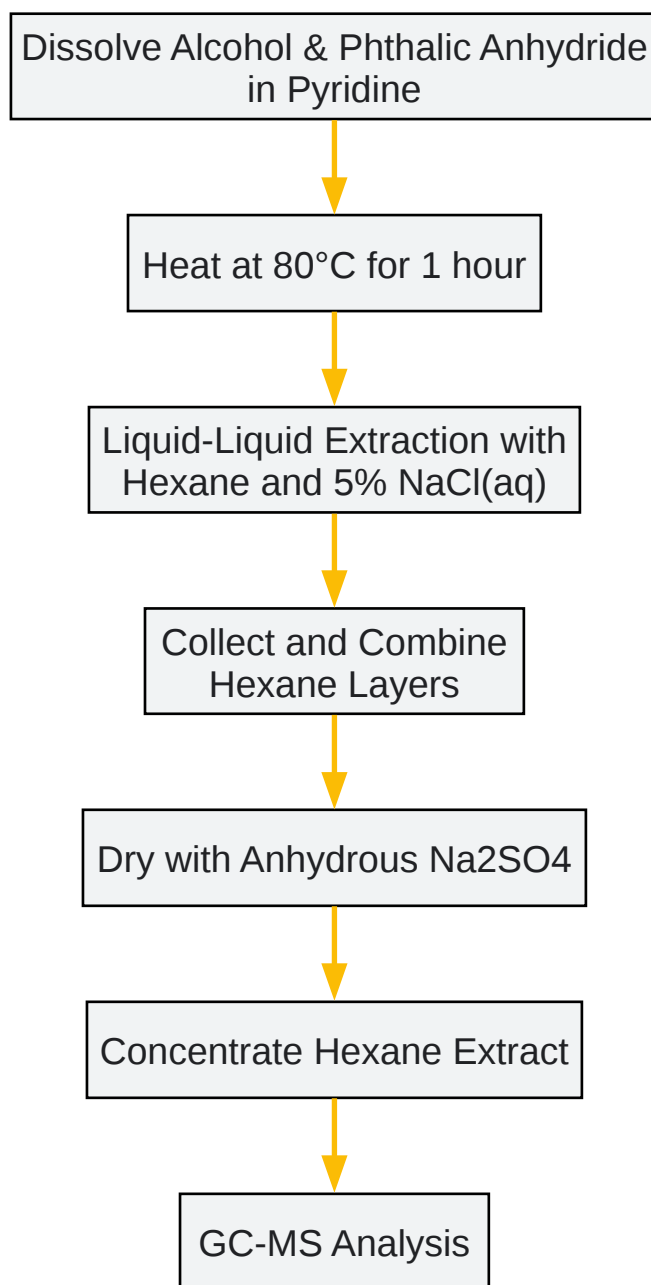 Dissolve Alcohol & Phthalic Anhydride
in Pyridine
Heat at 80°C for 1 hour
Liquid-Liquid Extraction with
Hexane and 5% NaCl(aq)
Collect and Combine
Hexane Layers
Dry with Anhydrous Na2SO4
Concentrate Hexane Extract
GC-MS Analysis